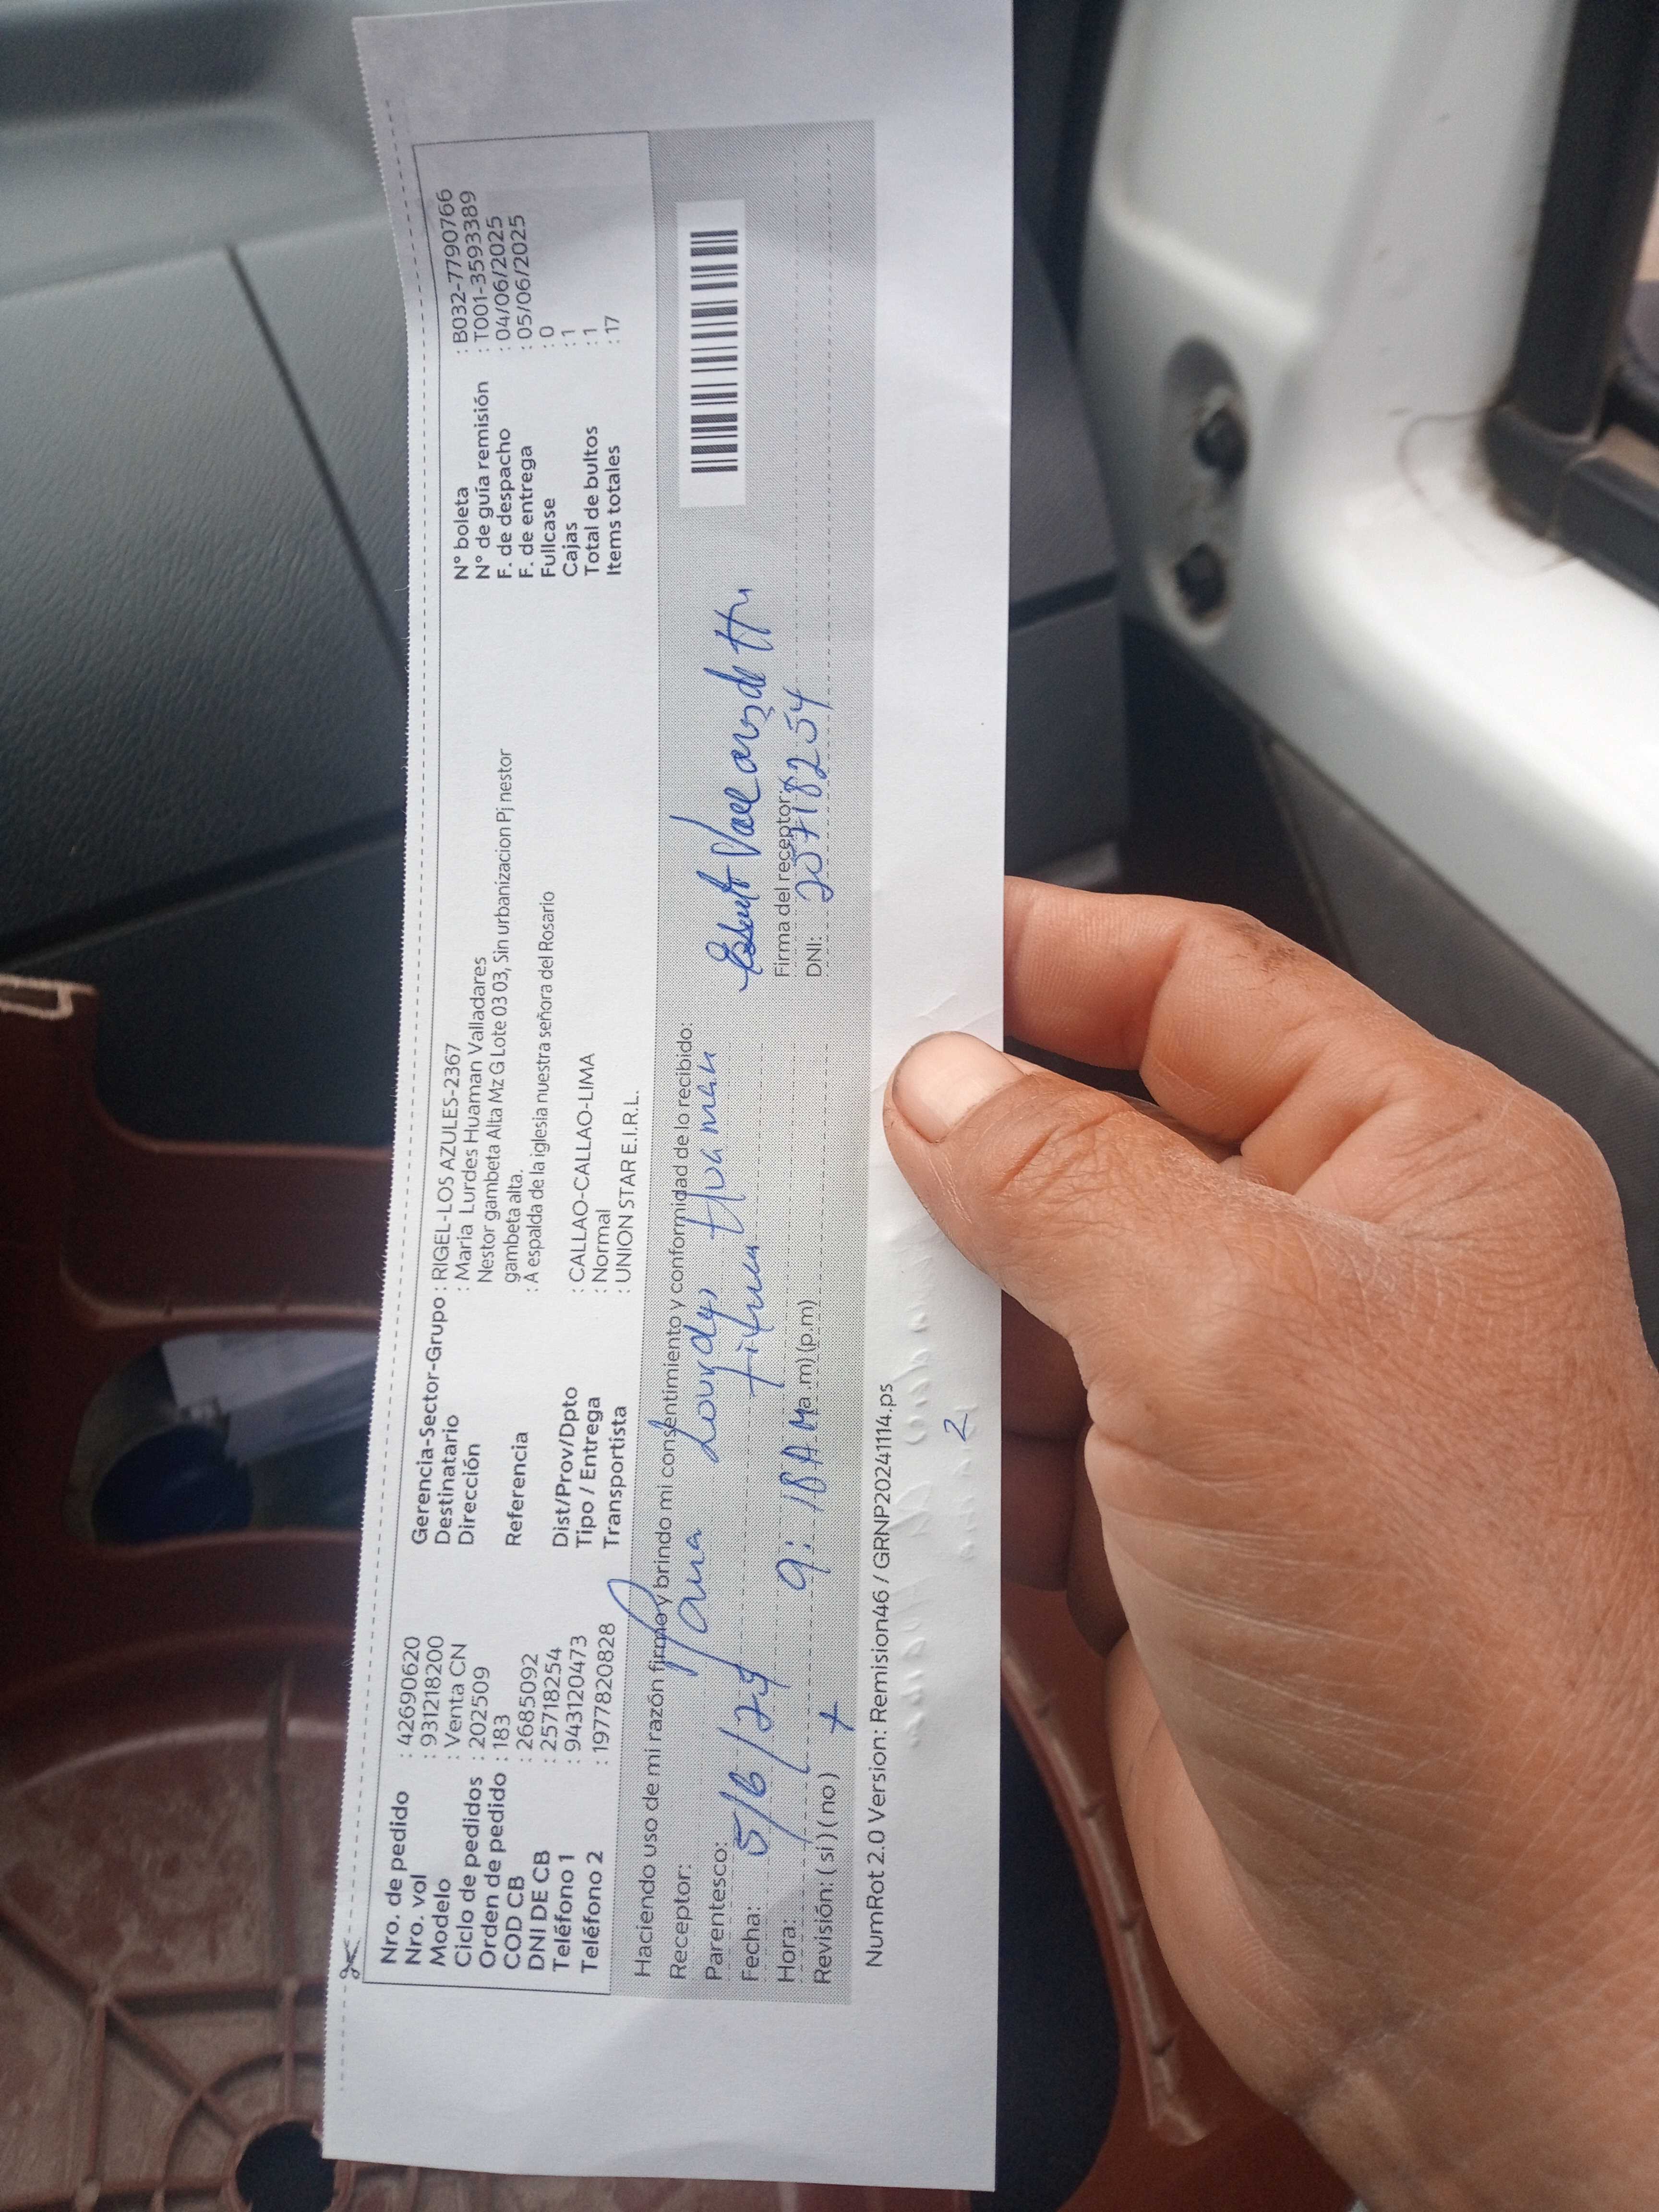 Nro. de pedido : 42690620
Nro. vol : 931218200
Modelo : Venta CN
Ciclo de pedidos : 202509
Orden de pedido : 183
COD CB : 2685092
DNI DE CB : 25718254
Teléfono 1 : 943120473
Teléfono 2 : 1977820828
Gerencia-Sector-Grupo : RIGEL-LOS AZULES-2367
Destinatario : Maria Lurdes Huaman Valladares
Dirección Nestor gambeta Alta Mz G Lote 03 03, Sin urbanizacion Pj nestor
gambeta alta.
Referencia : A espalda de la iglesia nuestra señora del Rosario
Dist/Prov/Dpto : CALLAO-CALLAO-LIMA
Tipo / Entrega : Normal
Transportista : UNION STAR E.I.R.L.
N° boleta : B032-7790766
N° de guía remisión : T001-3593389
F. de despacho : 04/06/2025
F. de entrega : 05/06/2025
Fullcase : 0
Cajas : 1
Total de bultos : 1
Items totales : 17
Haciendo uso de mi razón firmo y brindo mi consentimiento y conformidad de lo recibido:
Receptor: Huaman
Parentesco: titular
Fecha: 5/6/25
Hora: 9:18 AM (a.m) (p.m)
Revisión: ( si ) ( no )
Firma del receptor:
DNI: 25718254
NumRot 2.0 Version: Remision46 / GRNP20241114.ps
2